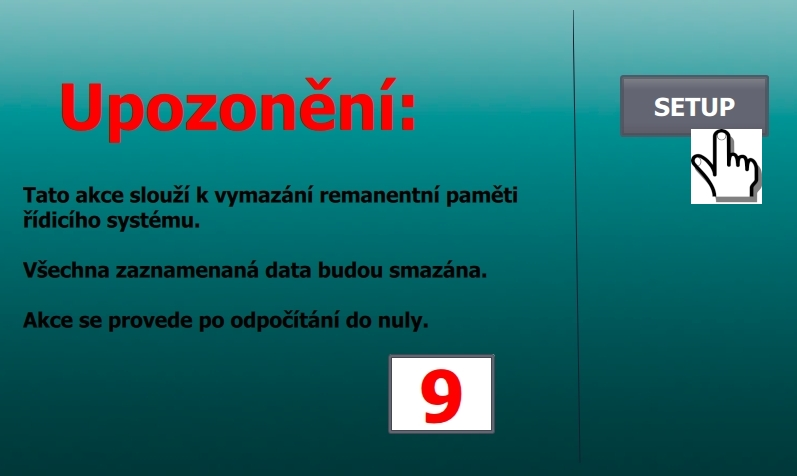 Upozonění:
SETUP
Tato akce slouží k vymazání remanentní paměti
řídicího systému.
Všechna zaznamenaná data budou smazána.
Akce se provede po odpočítání do nuly.
9